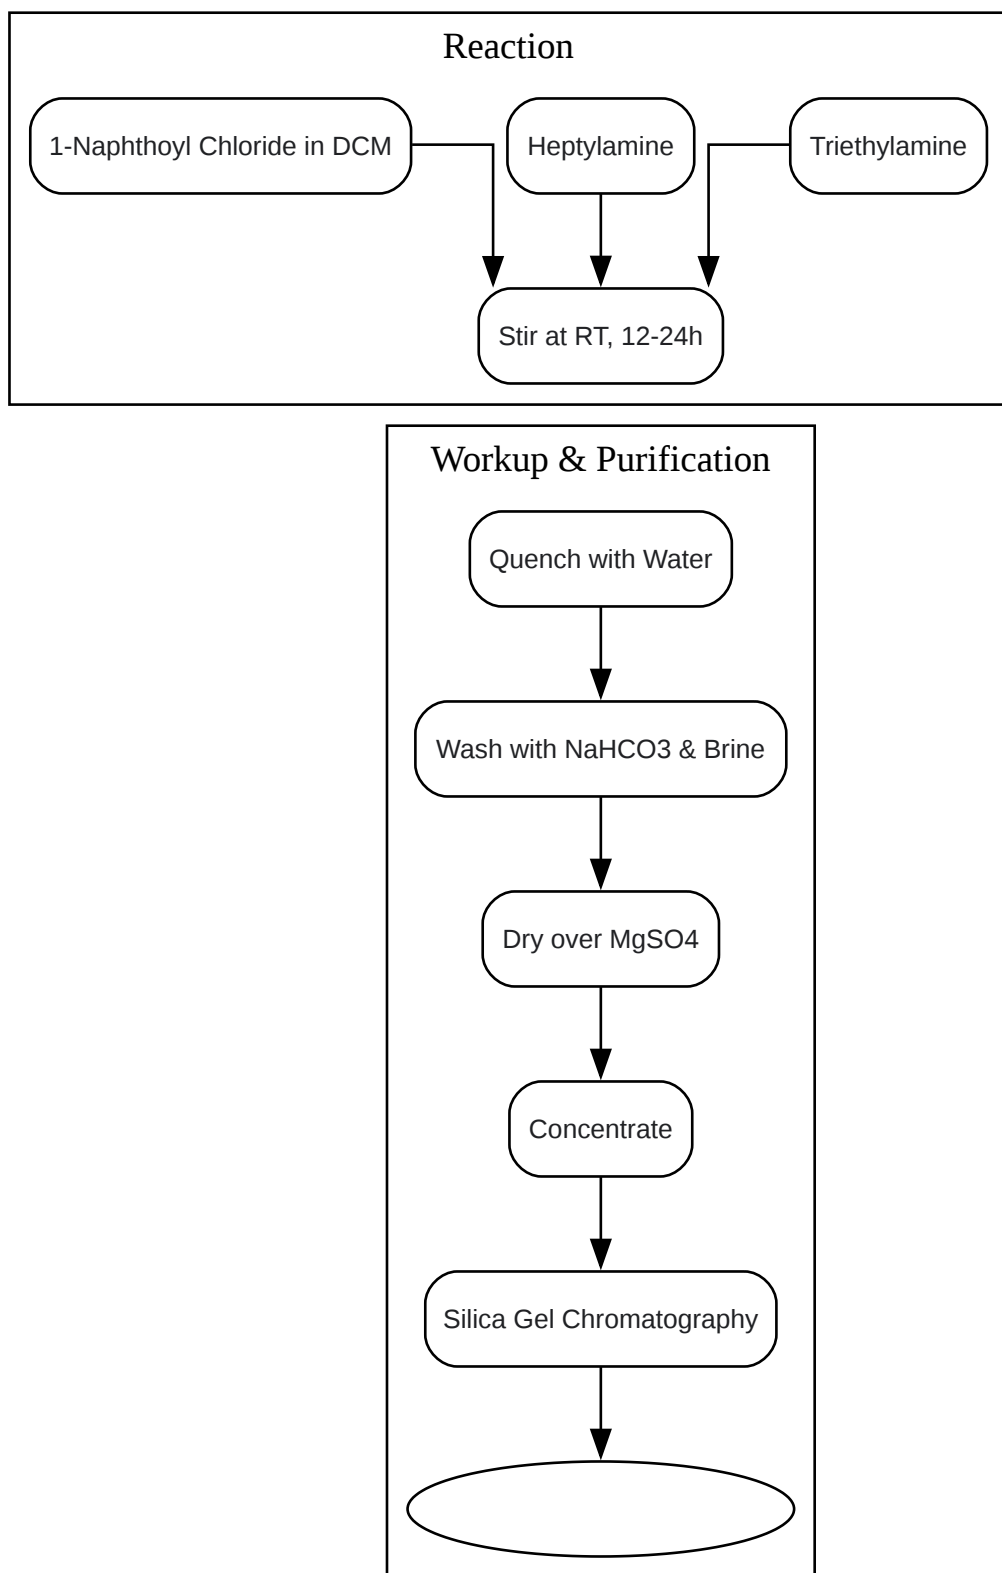 Reaction
1-Naphthoyl Chloride in DCM
Heptylamine
Triethylamine
Stir at RT, 12-24h
Workup & Purification
Quench with Water
Wash with NaHCO3 & Brine
Dry over MgSO4
Concentrate
Silica Gel Chromatography